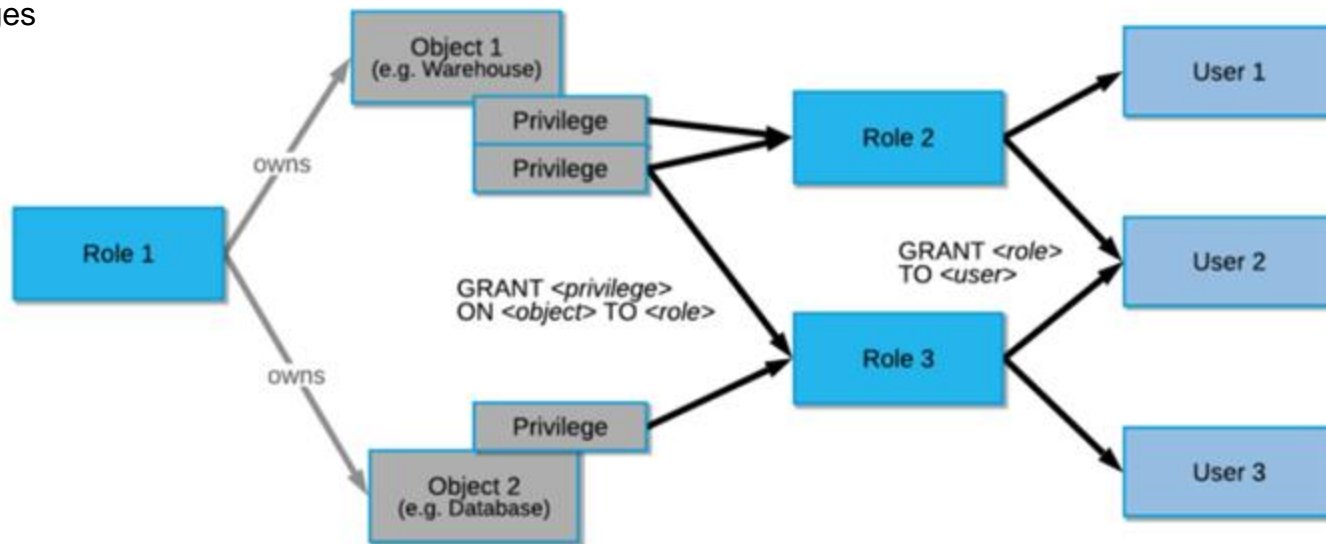 ges
Object 1
(e.g. Warehouse)
Privilege
Privilege
owns
Role 1
Role 2
User 1
User 2
GRANT <privilege>
ON <object> TO <role>
GRANT <role>
TO <user>
owns
Role 3
Privilege
Object 2
(e.g. Database)
User 3